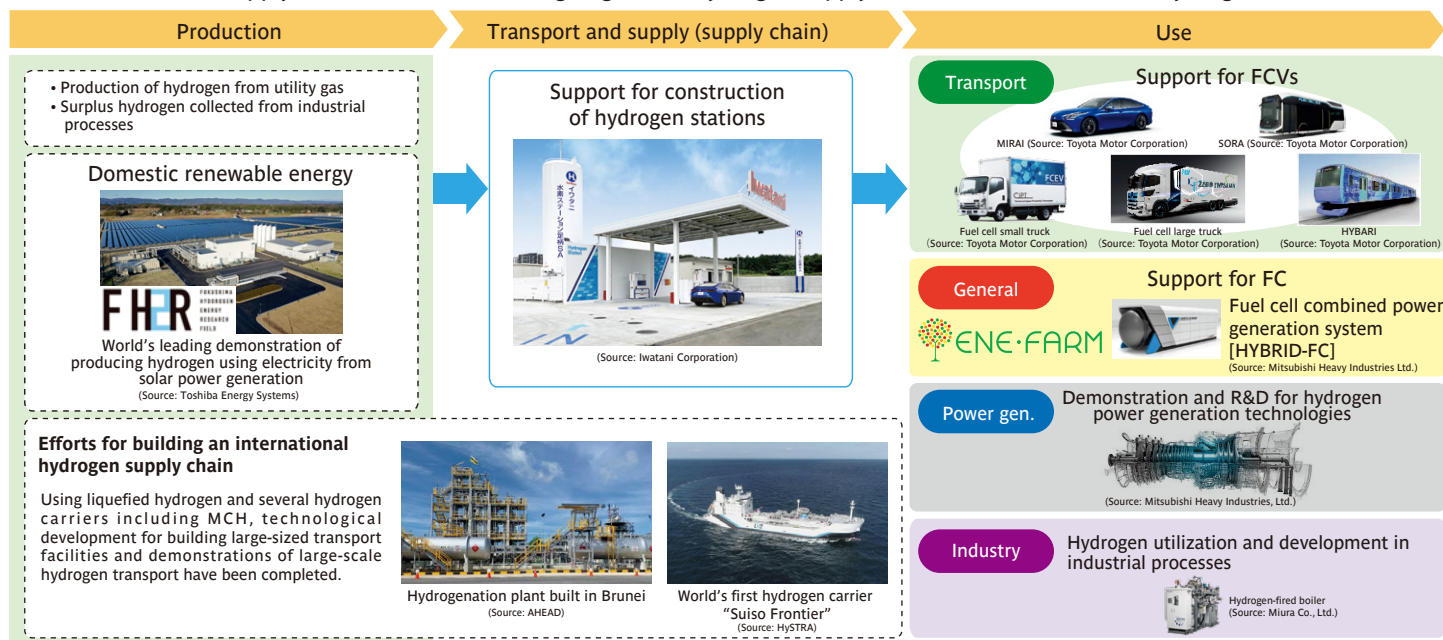 Production
Transport and supply (supply chain)
Use
• Production of hydrogen from utility gas
• Surplus hydrogen collected from industrial
processes
Domestic renewable energy
FH2R
FUKUSHIMA
HYDROGEN
ENERGY
RESEARCH
FIELD
World's leading demonstration of
producing hydrogen using electricity from
solar power generation
(Source: Toshiba Energy Systems)
Support for construction
of hydrogen stations
イワタニ
水素ステーション足柄SA
Iwatani
Hydrogen
Station
(Source: Iwatani Corporation)
Efforts for building an international
hydrogen supply chain
Using liquefied hydrogen and several hydrogen
carriers including MCH, technological
development for building large-sized transport
facilities and demonstrations of large-scale
hydrogen transport have been completed.
Hydrogenation plant built in Brunei
(Source: AHEAD)
World's first hydrogen carrier
"Suiso Frontier"
(Source: HySTRA)
Transport
Support for FCVs
MIRAI (Source: Toyota Motor Corporation)
SORA (Source: Toyota Motor Corporation)
FCEV
CJPT
Fuel cell small truck
(Source: Toyota Motor Corporation)
Fuel cell large truck
(Source: Toyota Motor Corporation)
HYBARI
(Source: Toyota Motor Corporation)
General
Support for FC
ENE·FARM
Fuel cell combined power
generation system
[HYBRID-FC]
(Source: Mitsubishi Heavy Industries Ltd.)
Power gen.
Demonstration and R&D for hydrogen
power generation technologies
(Source: Mitsubishi Heavy Industries, Ltd.)
Industry
Hydrogen utilization and development in
industrial processes
Hydrogen-fired boiler
(Source: Miura Co., Ltd.)